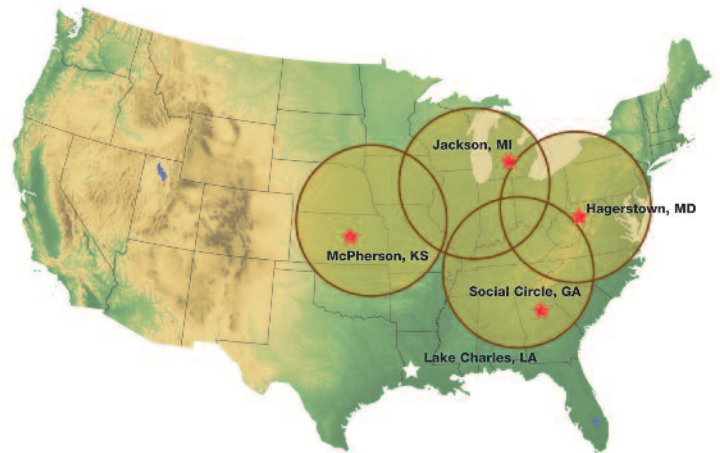 Jackson, MI
Hagerstown, MD
McPherson, KS
Social Circle, GA
Lake Charles, LA